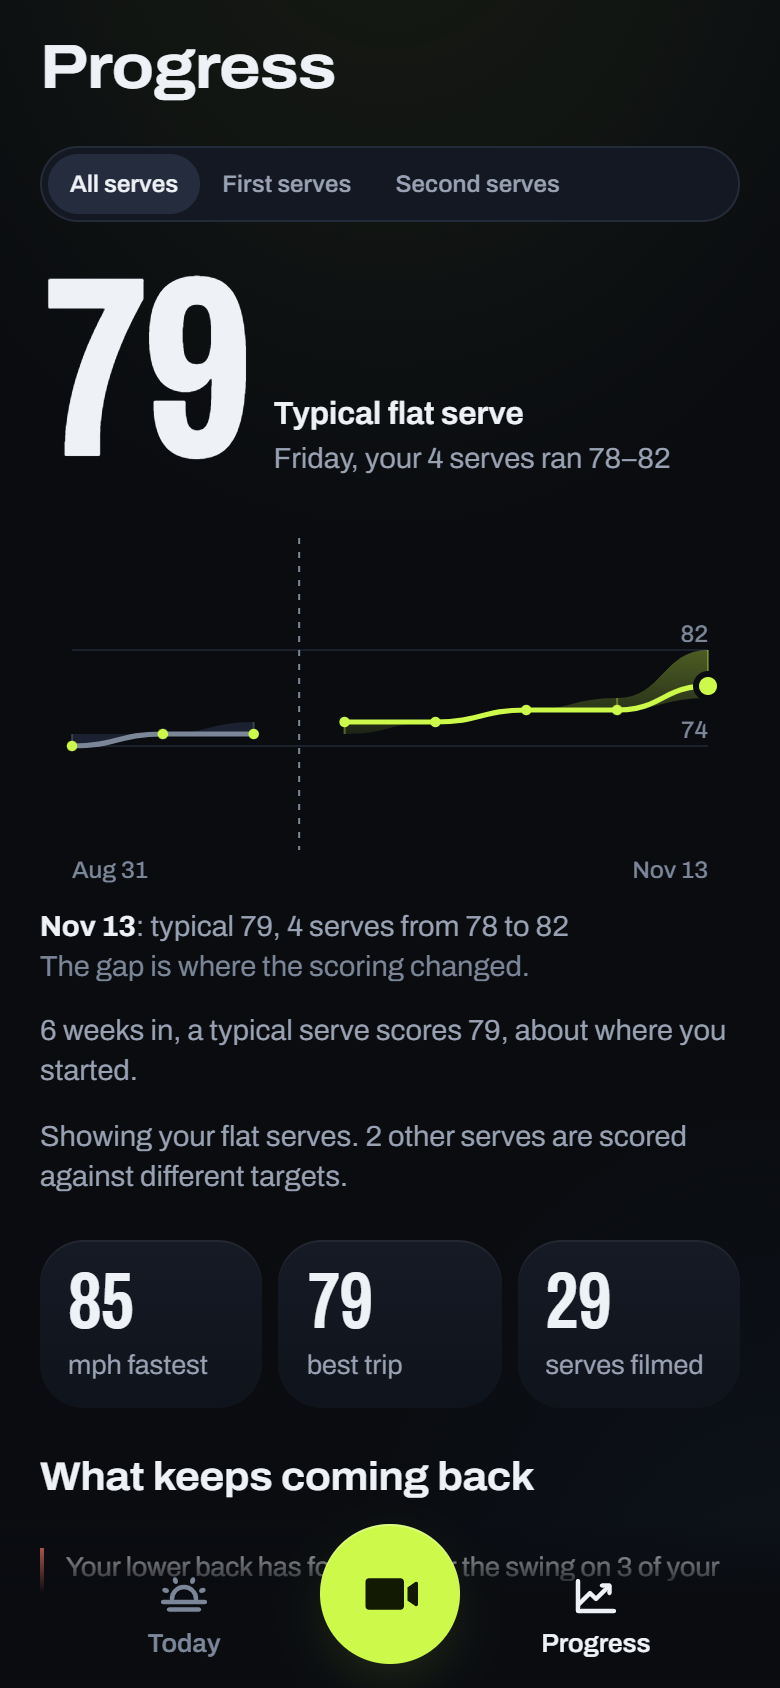 Progress
All serves First serves Second serves
79
Typical flat serve
Friday, your 4 serves ran 78–82
82
74
Aug 31 Nov 13
Nov 13: typical 79, 4 serves from 78 to 82
The gap is where the scoring changed.
6 weeks in, a typical serve scores 79, about where you
started.
Showing your flat serves. 2 other serves are scored
against different targets.
85 79 29
mph fastest best trip serves filmed
What keeps coming back
Your lower back has the swing on 3 of your
Today Progress